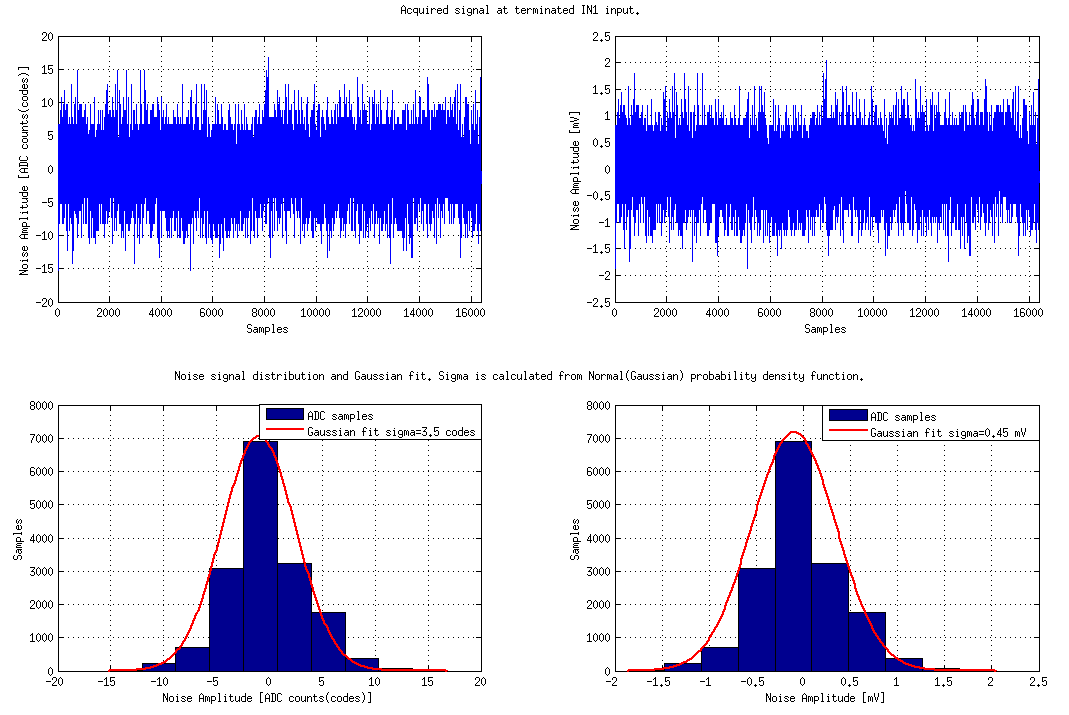 Acquired signal at terminated IN1 input.
20
15
10
5
0
-5
-10
-15
-20
Noise Amplitude [ADC counts(codes)]
0 2000 4000 6000 8000 10000 12000 14000 16000
Samples
2.5
2
1.5
1
0.5
0
-0.5
-1
-1.5
-2
-2.5
Noise Amplitude [mV]
0 2000 4000 6000 8000 10000 12000 14000 16000
Samples
Noise signal distribution and Gaussian fit. Sigma is calculated from Normal(Gaussian) probability density function.
8000
7000
6000
5000
4000
3000
2000
1000
0
Samples
ADC samples
Gaussian fit sigma=3.5 codes
-20 -15 -10 -5 0 5 10 15 20
Noise Amplitude [ADC counts(codes)]
8000
7000
6000
5000
4000
3000
2000
1000
0
Samples
ADC samples
Gaussian fit sigma=0.45 mV
-2 -1.5 -1 -0.5 0 0.5 1 1.5 2 2.5
Noise Amplitude [mV]